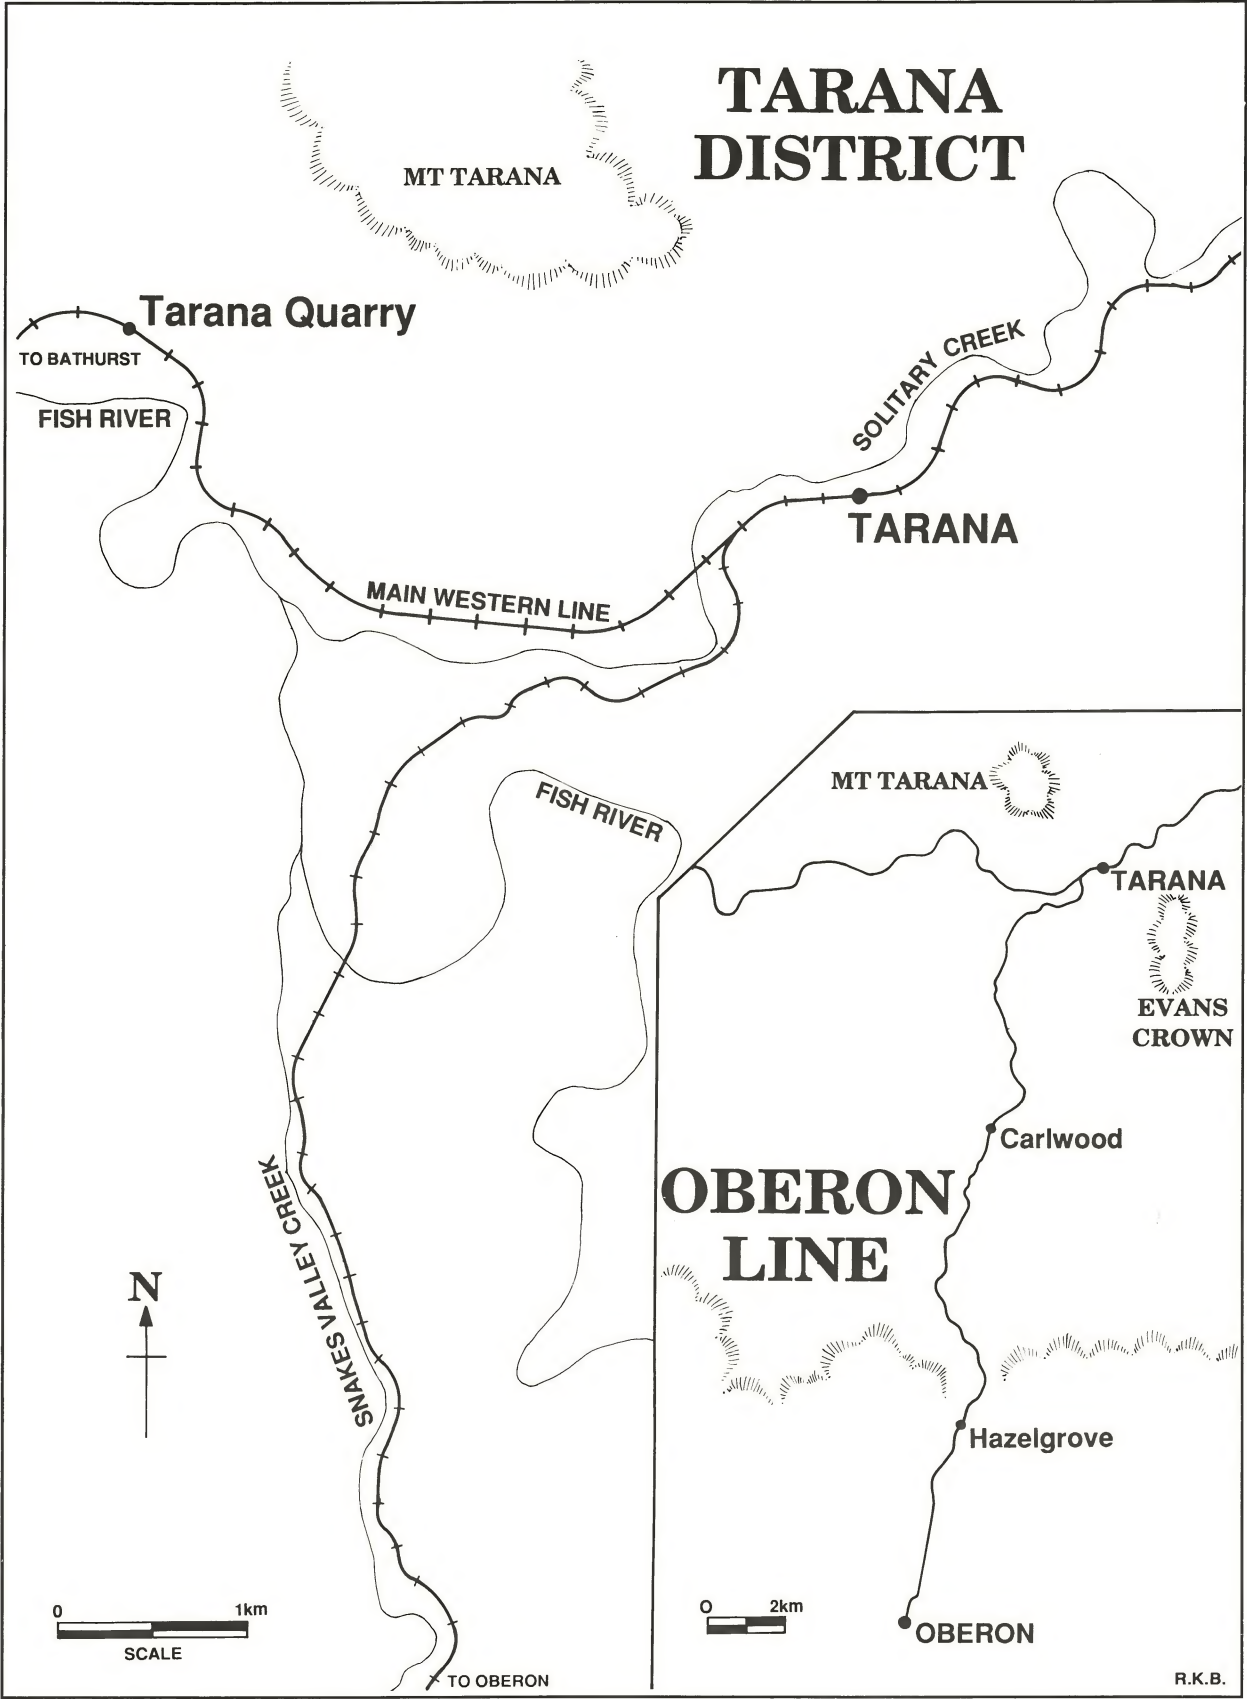 TARANA
DISTRICT
MT TARANA
Tarana Quarry
TO BATHURST
FISH RIVER
SOLITARY CREEK
TARANA
MAIN WESTERN LINE
FISH RIVER
MT TARANA
TARANA
EVANS
CROWN
Carlwood
OBERON
LINE
SNAKES VALLEY CREEK
N
Hazelgrove
0 1km
SCALE
O 2km
OBERON
TO OBERON
R.K.B.